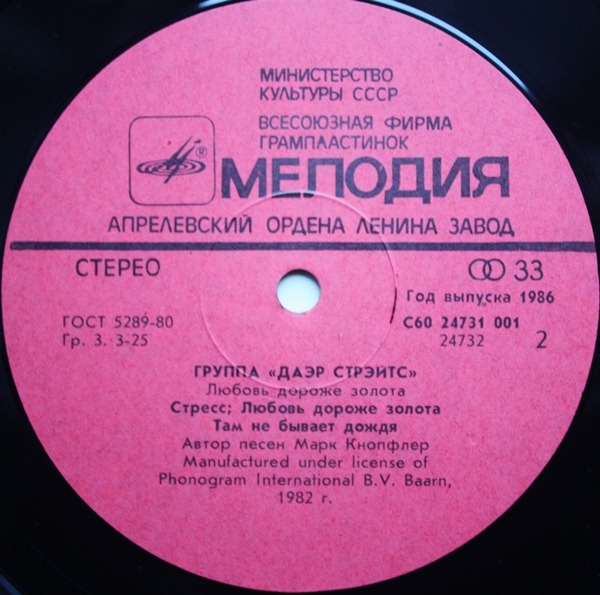 МИНИСТЕРСТВО
КУЛЬТУРЫ СССР
ВСЕСОЮЗНАЯ ФИРМА
ГРАМПЛАСТИНОК
® МЕЛОДИЯ
АПРЕЛЕВСКИЙ ОРДЕНА ЛЕНИНА ЗАВОД
СТЕРЕО
33
Год выпуска 1986
ГОСТ 5289-80
Гр. 3. 3-25
С60 24731 001
24732 2
ГРУППА «ДАЭР СТРЭЙТС»
Любовь дороже золота
Стресс; Любовь дороже золота
Там не бывает дождя
Автор песен Марк Кнопфлер
Manufactured under license of
Phonogram International B.V. Baarn,
1982 г.